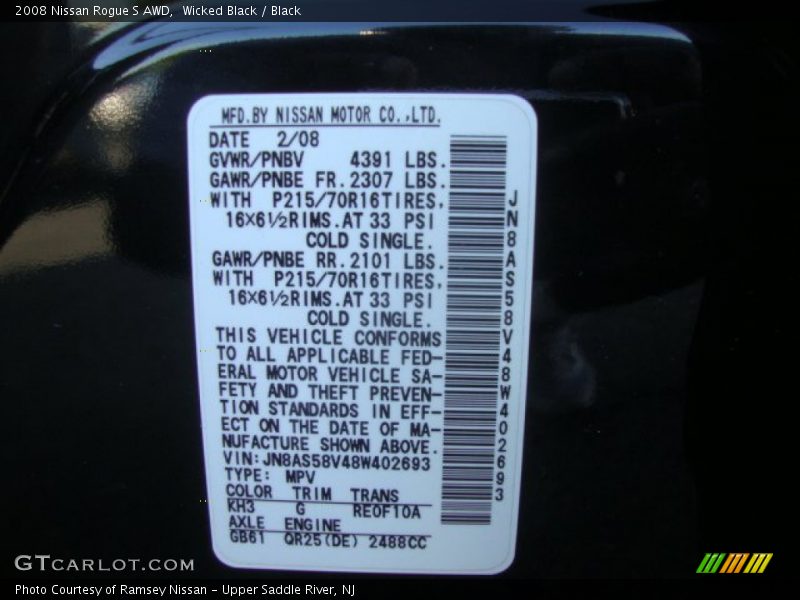 2008 Nissan Rogue S AWD,  Wicked Black / Black
MFD.BY NISSAN MOTOR CO.,LTD.
DATE 2/08
GVWR/PNBV 4391 LBS.
GAWR/PNBE FR.2307 LBS.
WITH P215/70R16TIRES,
16×6½RIMS.AT 33 PSI
COLD SINGLE.
GAWR/PNBE RR.2101 LBS.
WITH P215/70R16TIRES,
16×6½RIMS.AT 33 PSI
COLD SINGLE.
THIS VEHICLE CONFORMS
TO ALL APPLICABLE FED-
ERAL MOTOR VEHICLE SA-
FETY AND THEFT PREVEN-
TION STANDARDS IN EFF-
ECT ON THE DATE OF MA-
NUFACTURE SHOWN ABOVE.
VIN:JN8AS58V48W402693
TYPE: MPV
COLOR TRIM TRANS
KH3 G RE0F10A
AXLE ENGINE
GB61 QR25(DE) 2488CC
JN8AS58V48W402693
GTCARLOT.COM
Photo Courtesy of Ramsey Nissan - Upper Saddle River, NJ